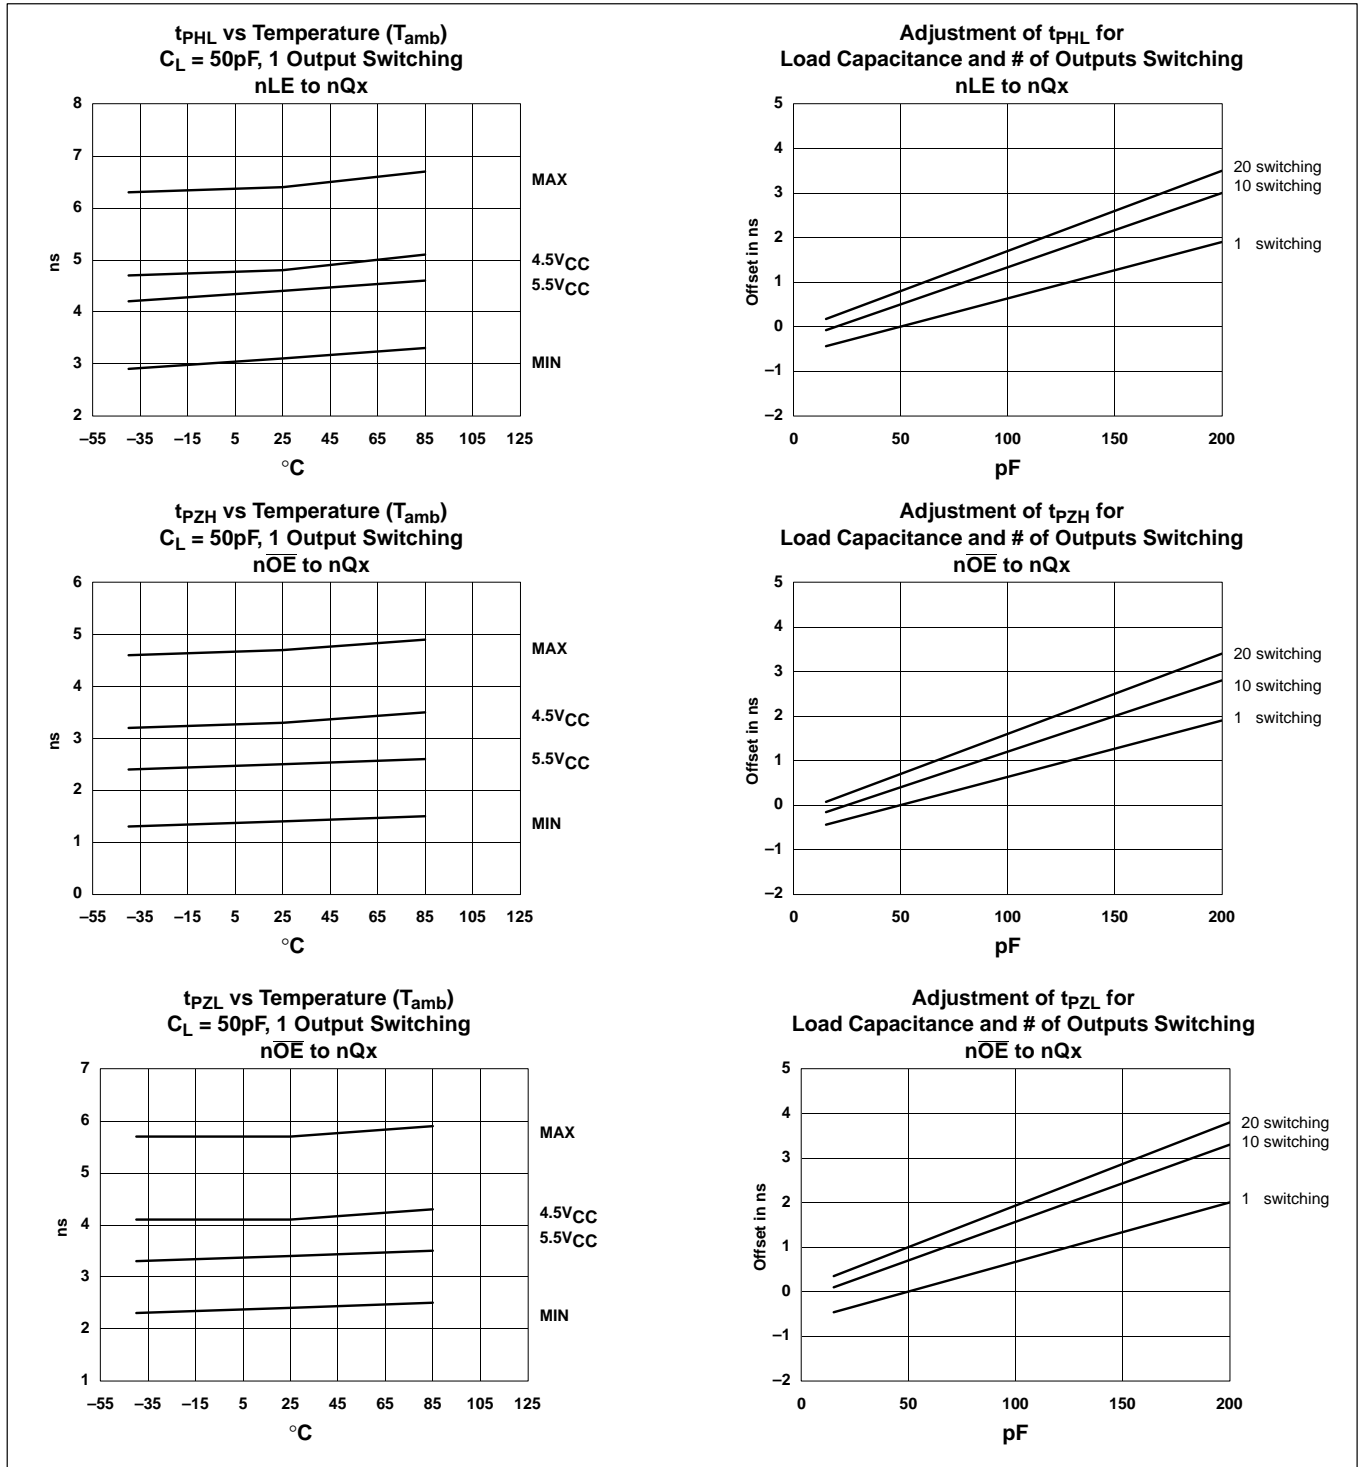 tPHL vs Temperature (Tamb)
CL = 50pF, 1 Output Switching
nLE to nQx
8
7
6
5
4
3
2
ns
MAX
4.5VCC
5.5VCC
MIN
–55 –35 –15 5 25 45 65 85 105 125
°C
Adjustment of tPHL for
Load Capacitance and # of Outputs Switching
nLE to nQx
5
4
3
2
1
0
–1
–2
Offset in ns
20 switching
10 switching
1 switching
0 50 100 150 200
pF
tPZH vs Temperature (Tamb)
CL = 50pF, 1 Output Switching
nO̅E̅ to nQx
6
5
4
3
2
1
0
ns
MAX
4.5VCC
5.5VCC
MIN
–55 –35 –15 5 25 45 65 85 105 125
°C
Adjustment of tPZH for
Load Capacitance and # of Outputs Switching
nO̅E̅ to nQx
5
4
3
2
1
0
–1
–2
Offset in ns
20 switching
10 switching
1 switching
0 50 100 150 200
pF
tPZL vs Temperature (Tamb)
CL = 50pF, 1 Output Switching
nO̅E̅ to nQx
7
6
5
4
3
2
1
ns
MAX
4.5VCC
5.5VCC
MIN
–55 –35 –15 5 25 45 65 85 105 125
°C
Adjustment of tPZL for
Load Capacitance and # of Outputs Switching
nO̅E̅ to nQx
5
4
3
2
1
0
–1
–2
Offset in ns
20 switching
10 switching
1 switching
0 50 100 150 200
pF